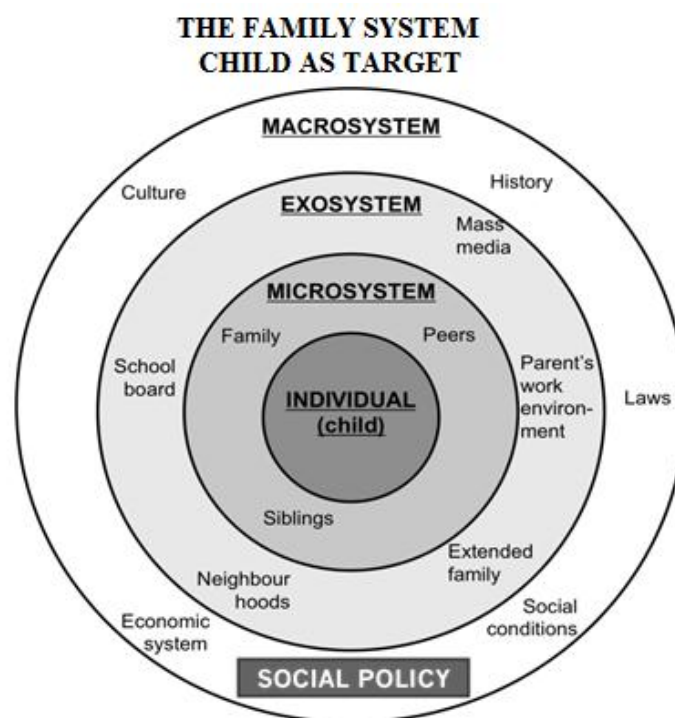 THE FAMILY SYSTEM
CHILD AS TARGET
MACROSYSTEM
Culture
History
EXOSYSTEM
Mass
media
MICROSYSTEM
Family
Peers
School
board
Parent's
work
environ-
ment
Laws
INDIVIDUAL
(child)
Siblings
Neighbour
hoods
Extended
family
Economic
system
Social
conditions
SOCIAL POLICY